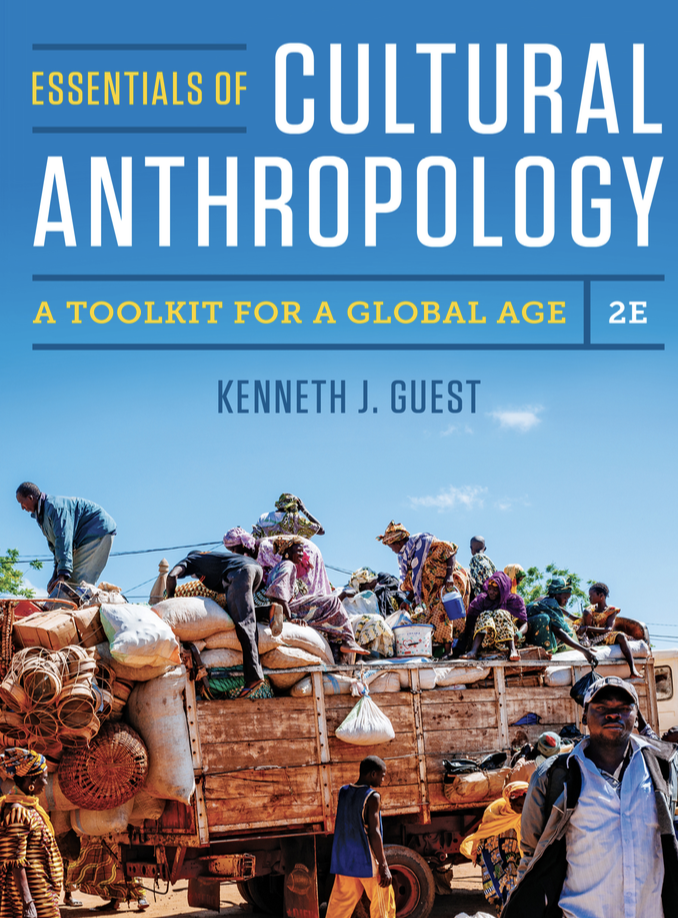 ESSENTIALS OF CULTURAL
ANTHROPOLOGY
A TOOLKIT FOR A GLOBAL AGE 2E
KENNETH J. GUEST